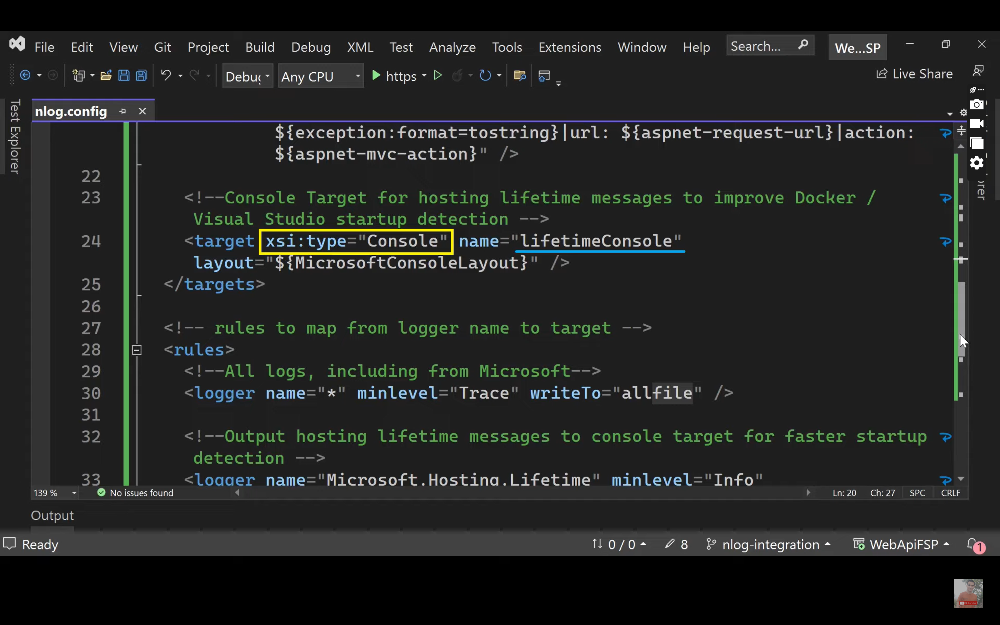 File Edit View Git Project Build Debug XML Test Analyze Tools Extensions Window Help Search... We...SP
Debug Any CPU https Live Share
Test Explorer
nlog.config
${exception:format=tostring}|url: ${aspnet-request-url}|action:
${aspnet-mvc-action}" />
22
23 <!--Console Target for hosting lifetime messages to improve Docker /
Visual Studio startup detection -->
24 <target xsi:type="Console" name="lifetimeConsole"
layout="${MicrosoftConsoleLayout}" />
25 </targets>
26
27 <!-- rules to map from logger name to target -->
28 <rules>
29 <!--All logs, including from Microsoft-->
30 <logger name="*" minlevel="Trace" writeTo="allfile" />
31
32 <!--Output hosting lifetime messages to console target for faster startup
detection -->
33 <logger name="Microsoft.Hosting.Lifetime" minlevel="Info"
139 % No issues found Ln: 20 Ch: 27 SPC CRLF
Output
Ready 0 / 0 8 nlog-integration WebApiFSP 1
Subscribe